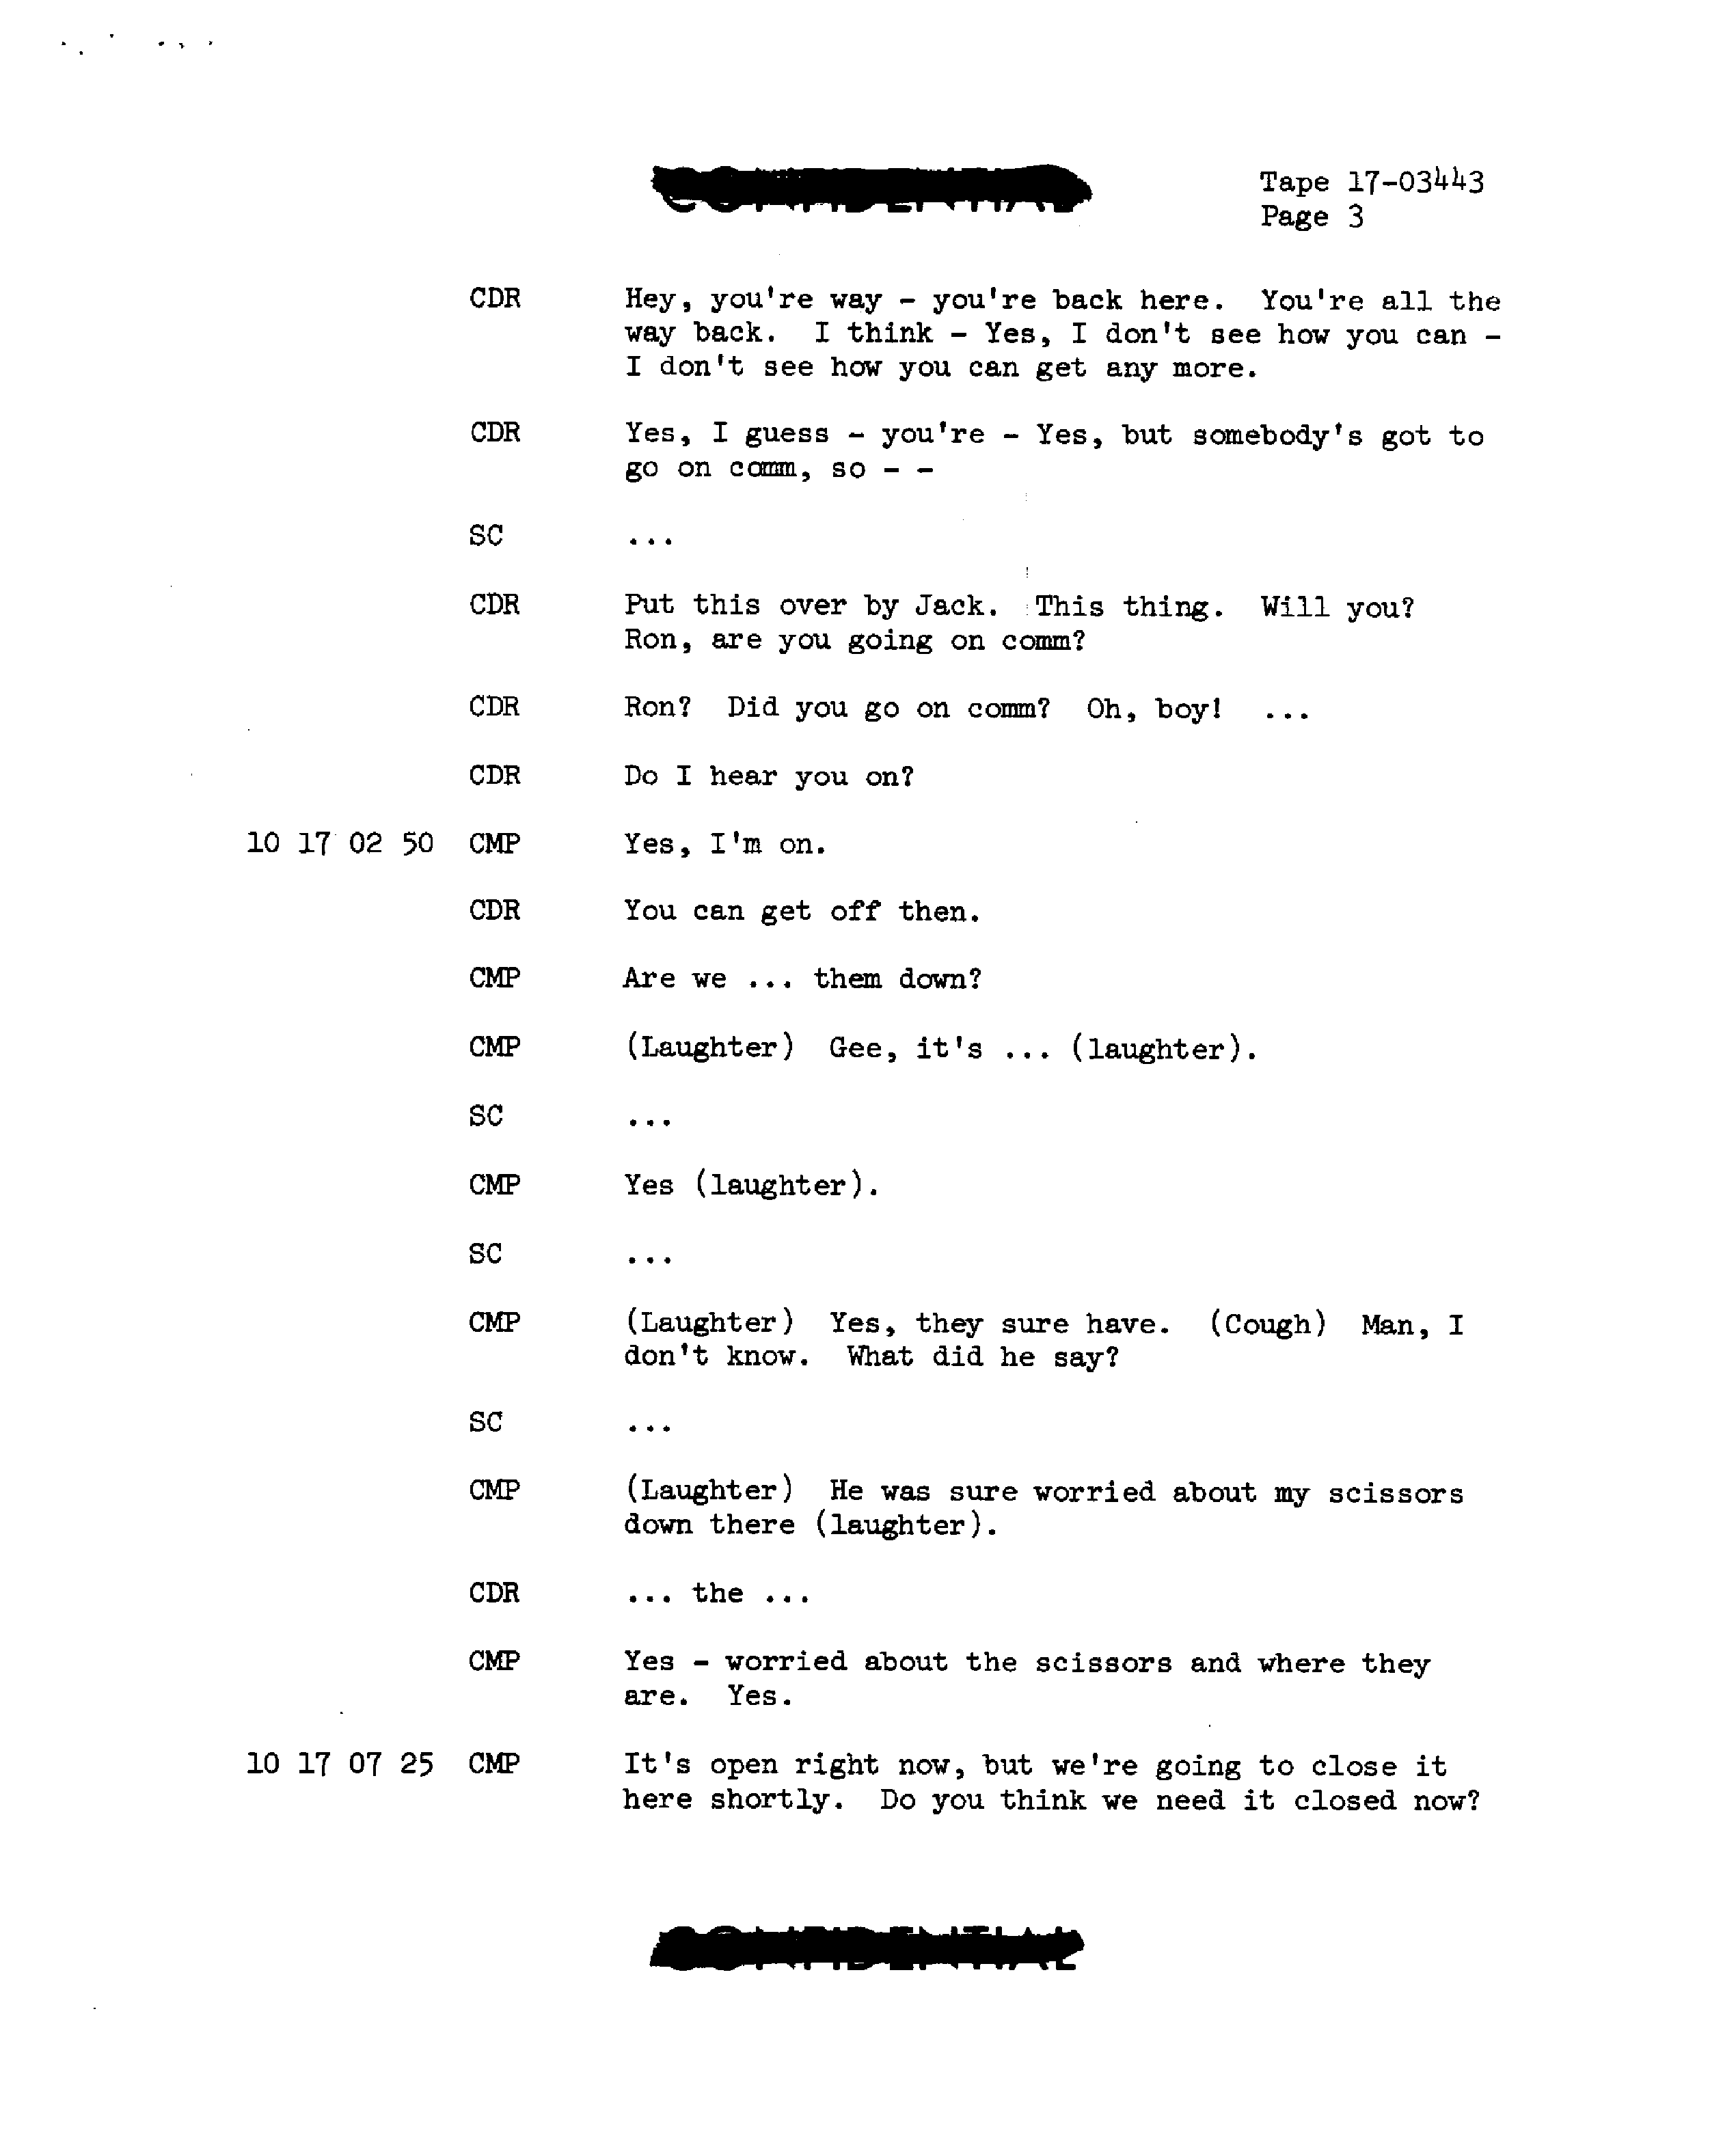 CONFIDENTIAL
Tape 17-03443
Page 3
CDR Hey, you're way - you're back here. You're all the
way back. I think - Yes, I don't see how you can -
I don't see how you can get any more.
CDR Yes, I guess - you're - Yes, but somebody's got to
go on comm, so - -
SC ...
CDR Put this over by Jack. This thing. Will you?
Ron, are you going on comm?
CDR Ron? Did you go on comm? Oh, boy! ...
CDR Do I hear you on?
10 17 02 50 CMP Yes, I'm on.
CDR You can get off then.
CMP Are we ... them down?
CMP (Laughter) Gee, it's ... (laughter).
SC ...
CMP Yes (laughter).
SC ...
CMP (Laughter) Yes, they sure have. (Cough) Man, I
don't know. What did he say?
SC ...
CMP (Laughter) He was sure worried about my scissors
down there (laughter).
CDR ... the ...
CMP Yes - worried about the scissors and where they
are. Yes.
10 17 07 25 CMP It's open right now, but we're going to close it
here shortly. Do you think we need it closed now?
CONFIDENTIAL